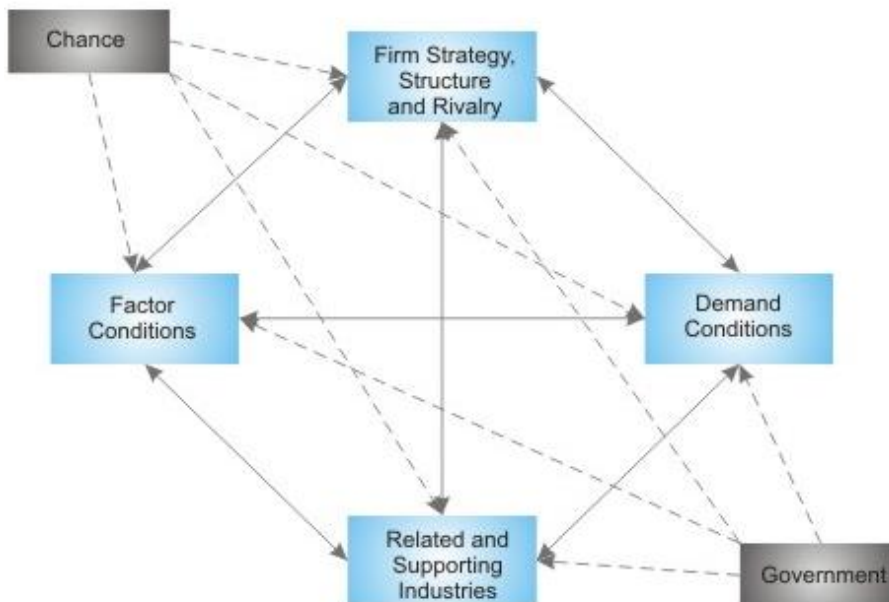 Chance
Firm Strategy,
Structure
and Rivalry
Factor
Conditions
Demand
Conditions
Related and
Supporting
Industries
Government